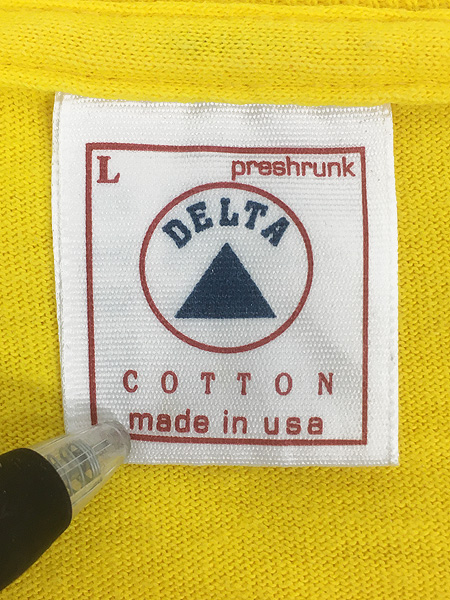 L preshrunk
DELTA
COTTON
made in usa